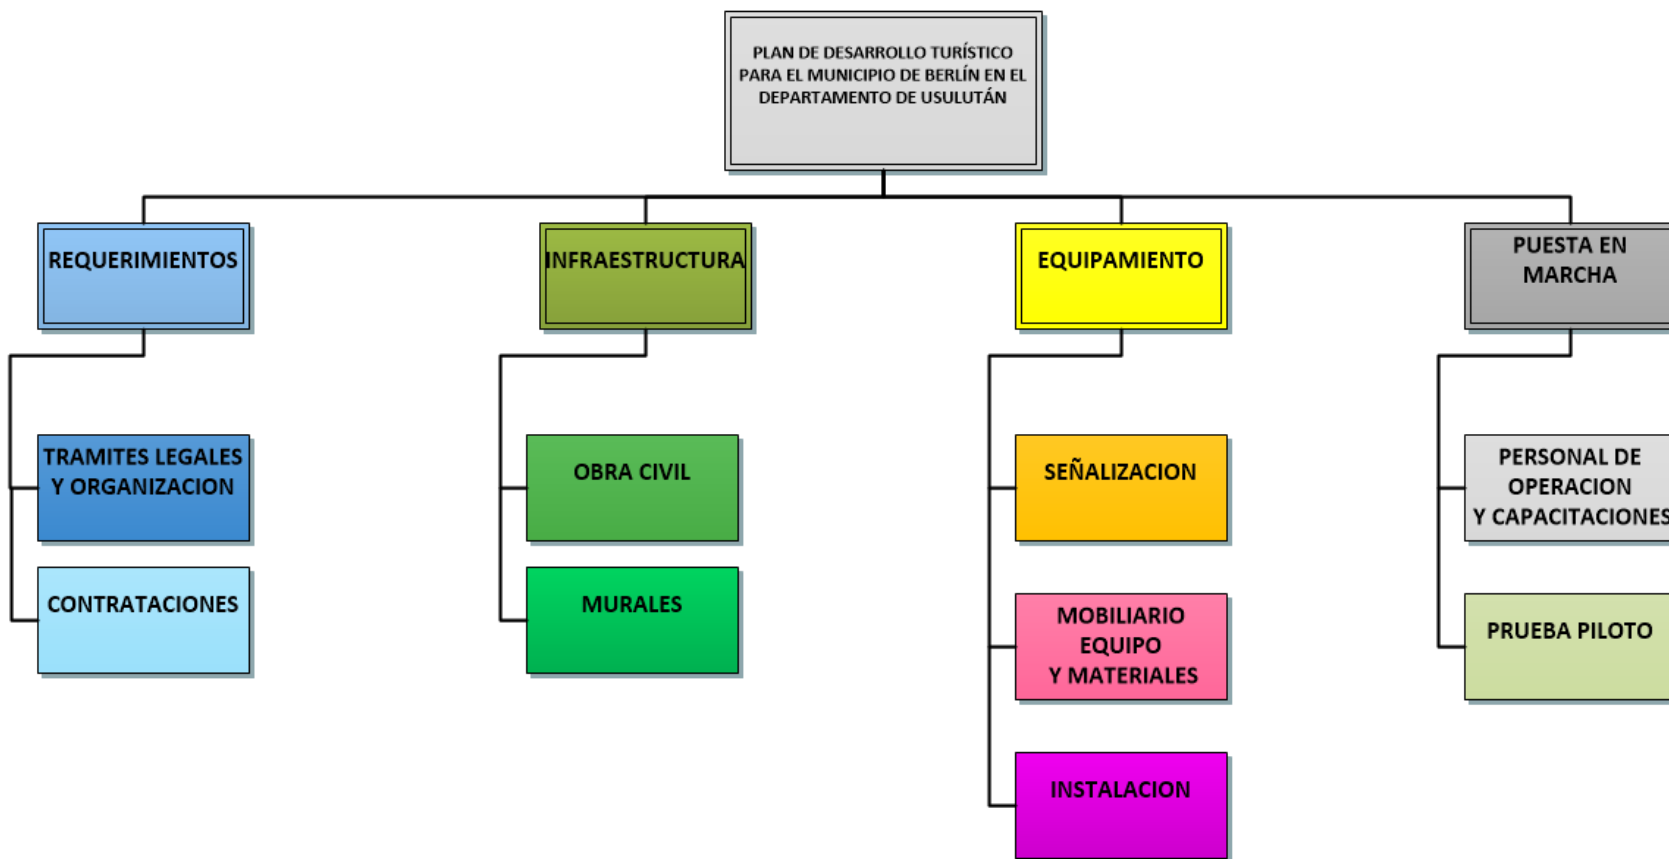 PLAN DE DESARROLLO TURÍSTICO
PARA EL MUNICIPIO DE BERLÍN EN EL
DEPARTAMENTO DE USULUTÁN
REQUERIMIENTOS
INFRAESTRUCTURA
EQUIPAMIENTO
PUESTA EN
MARCHA
TRAMITES LEGALES
Y ORGANIZACION
OBRA CIVIL
SEÑALIZACION
PERSONAL DE
OPERACION
Y CAPACITACIONES
CONTRATACIONES
MURALES
MOBILIARIO
EQUIPO
Y MATERIALES
PRUEBA PILOTO
INSTALACION